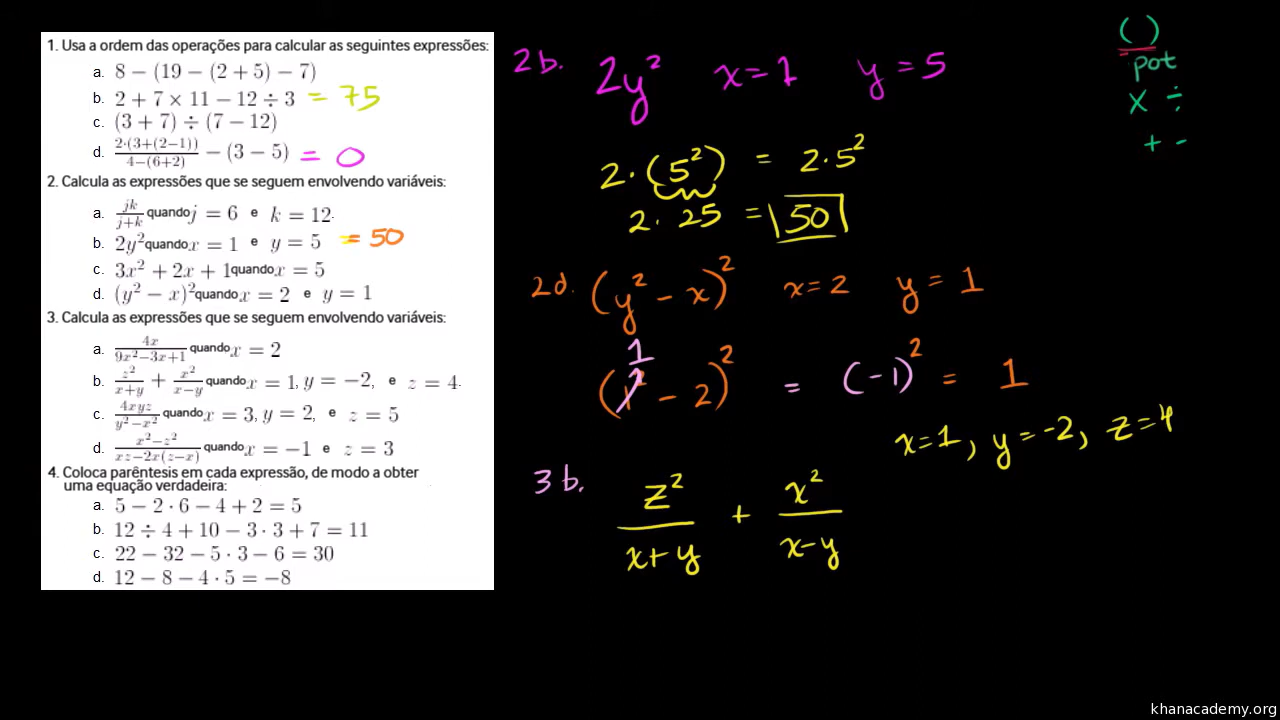 1. Usa a ordem das operações para calcular as seguintes expressões:
a. 8 − (19 − (2 + 5) − 7)
b. 2 + 7 × 11 − 12 ÷ 3 = 75
c. (3 + 7) ÷ (7 − 12)
d. 2·(3+(2−1))/4−(6+2) − (3 − 5) = 0
2. Calcula as expressões que se seguem envolvendo variáveis:
a. jk/j+k quando j = 6 e k = 12.
b. 2y² quando x = 1 e y = 5 = 50
c. 3x² + 2x + 1 quando x = 5
d. (y² − x)² quando x = 2 e y = 1
3. Calcula as expressões que se seguem envolvendo variáveis:
a. 4x/9x²−3x+1 quando x = 2
b. z²/x+y + x²/x−y quando x = 1, y = −2, e z = 4.
c. 4xyz/y²−x² quando x = 3, y = 2, e z = 5
d. x²−z²/xz−2x(z−x) quando x = −1 e z = 3
4. Coloca parêntesis em cada expressão, de modo a obter
uma equação verdadeira:
a. 5 − 2 · 6 − 4 + 2 = 5
b. 12 ÷ 4 + 10 − 3 · 3 + 7 = 11
c. 22 − 32 − 5 · 3 − 6 = 30
d. 12 − 8 − 4 · 5 = −8
2b. 2y² x=1 y=5
2·(5²) = 2·5²
2·25 = 50
2d. (y² − x)² x=2 y=1
1
(1² − 2)² = (−1)² = 1
x=1, y=−2, z=4
3b. z²/x+y + x²/x−y
( )
pot
x ÷
+ -
khanacademy.org